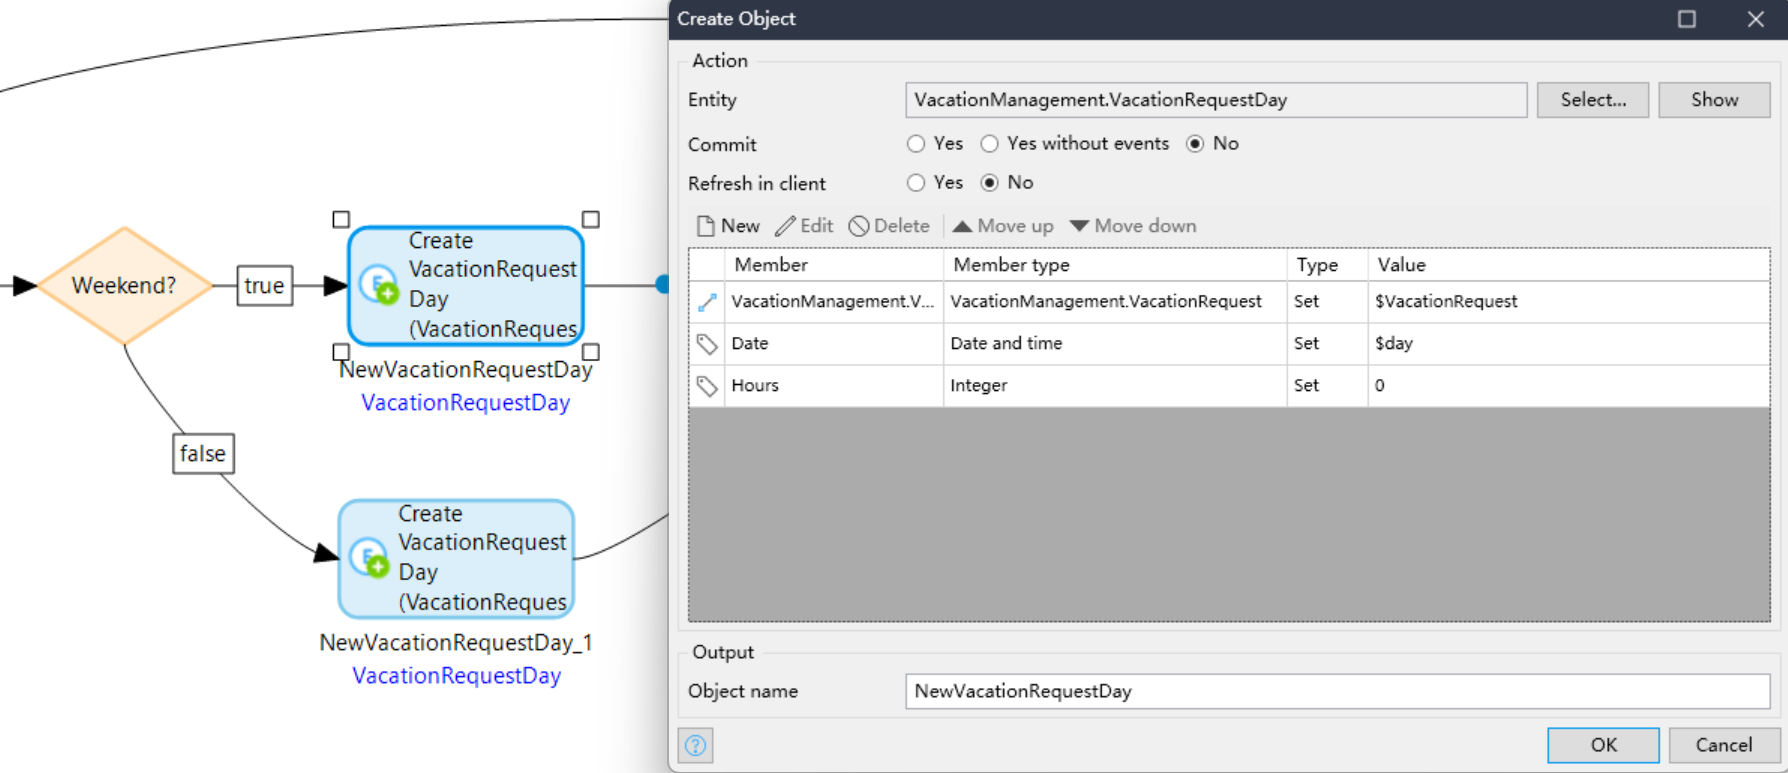 Weekend?
true
false
Create
VacationRequest
Day
(VacationReques
NewVacationRequestDay
VacationRequestDay
Create
VacationRequest
Day
(VacationReques
NewVacationRequestDay_1
VacationRequestDay
Create Object
Action
Entity VacationManagement.VacationRequestDay Select... Show
Commit Yes Yes without events No
Refresh in client Yes No
New Edit Delete Move up Move down
Member Member type Type Value
VacationManagement.V... VacationManagement.VacationRequest Set $VacationRequest
Date Date and time Set $day
Hours Integer Set 0
Output
Object name NewVacationRequestDay
? OK Cancel